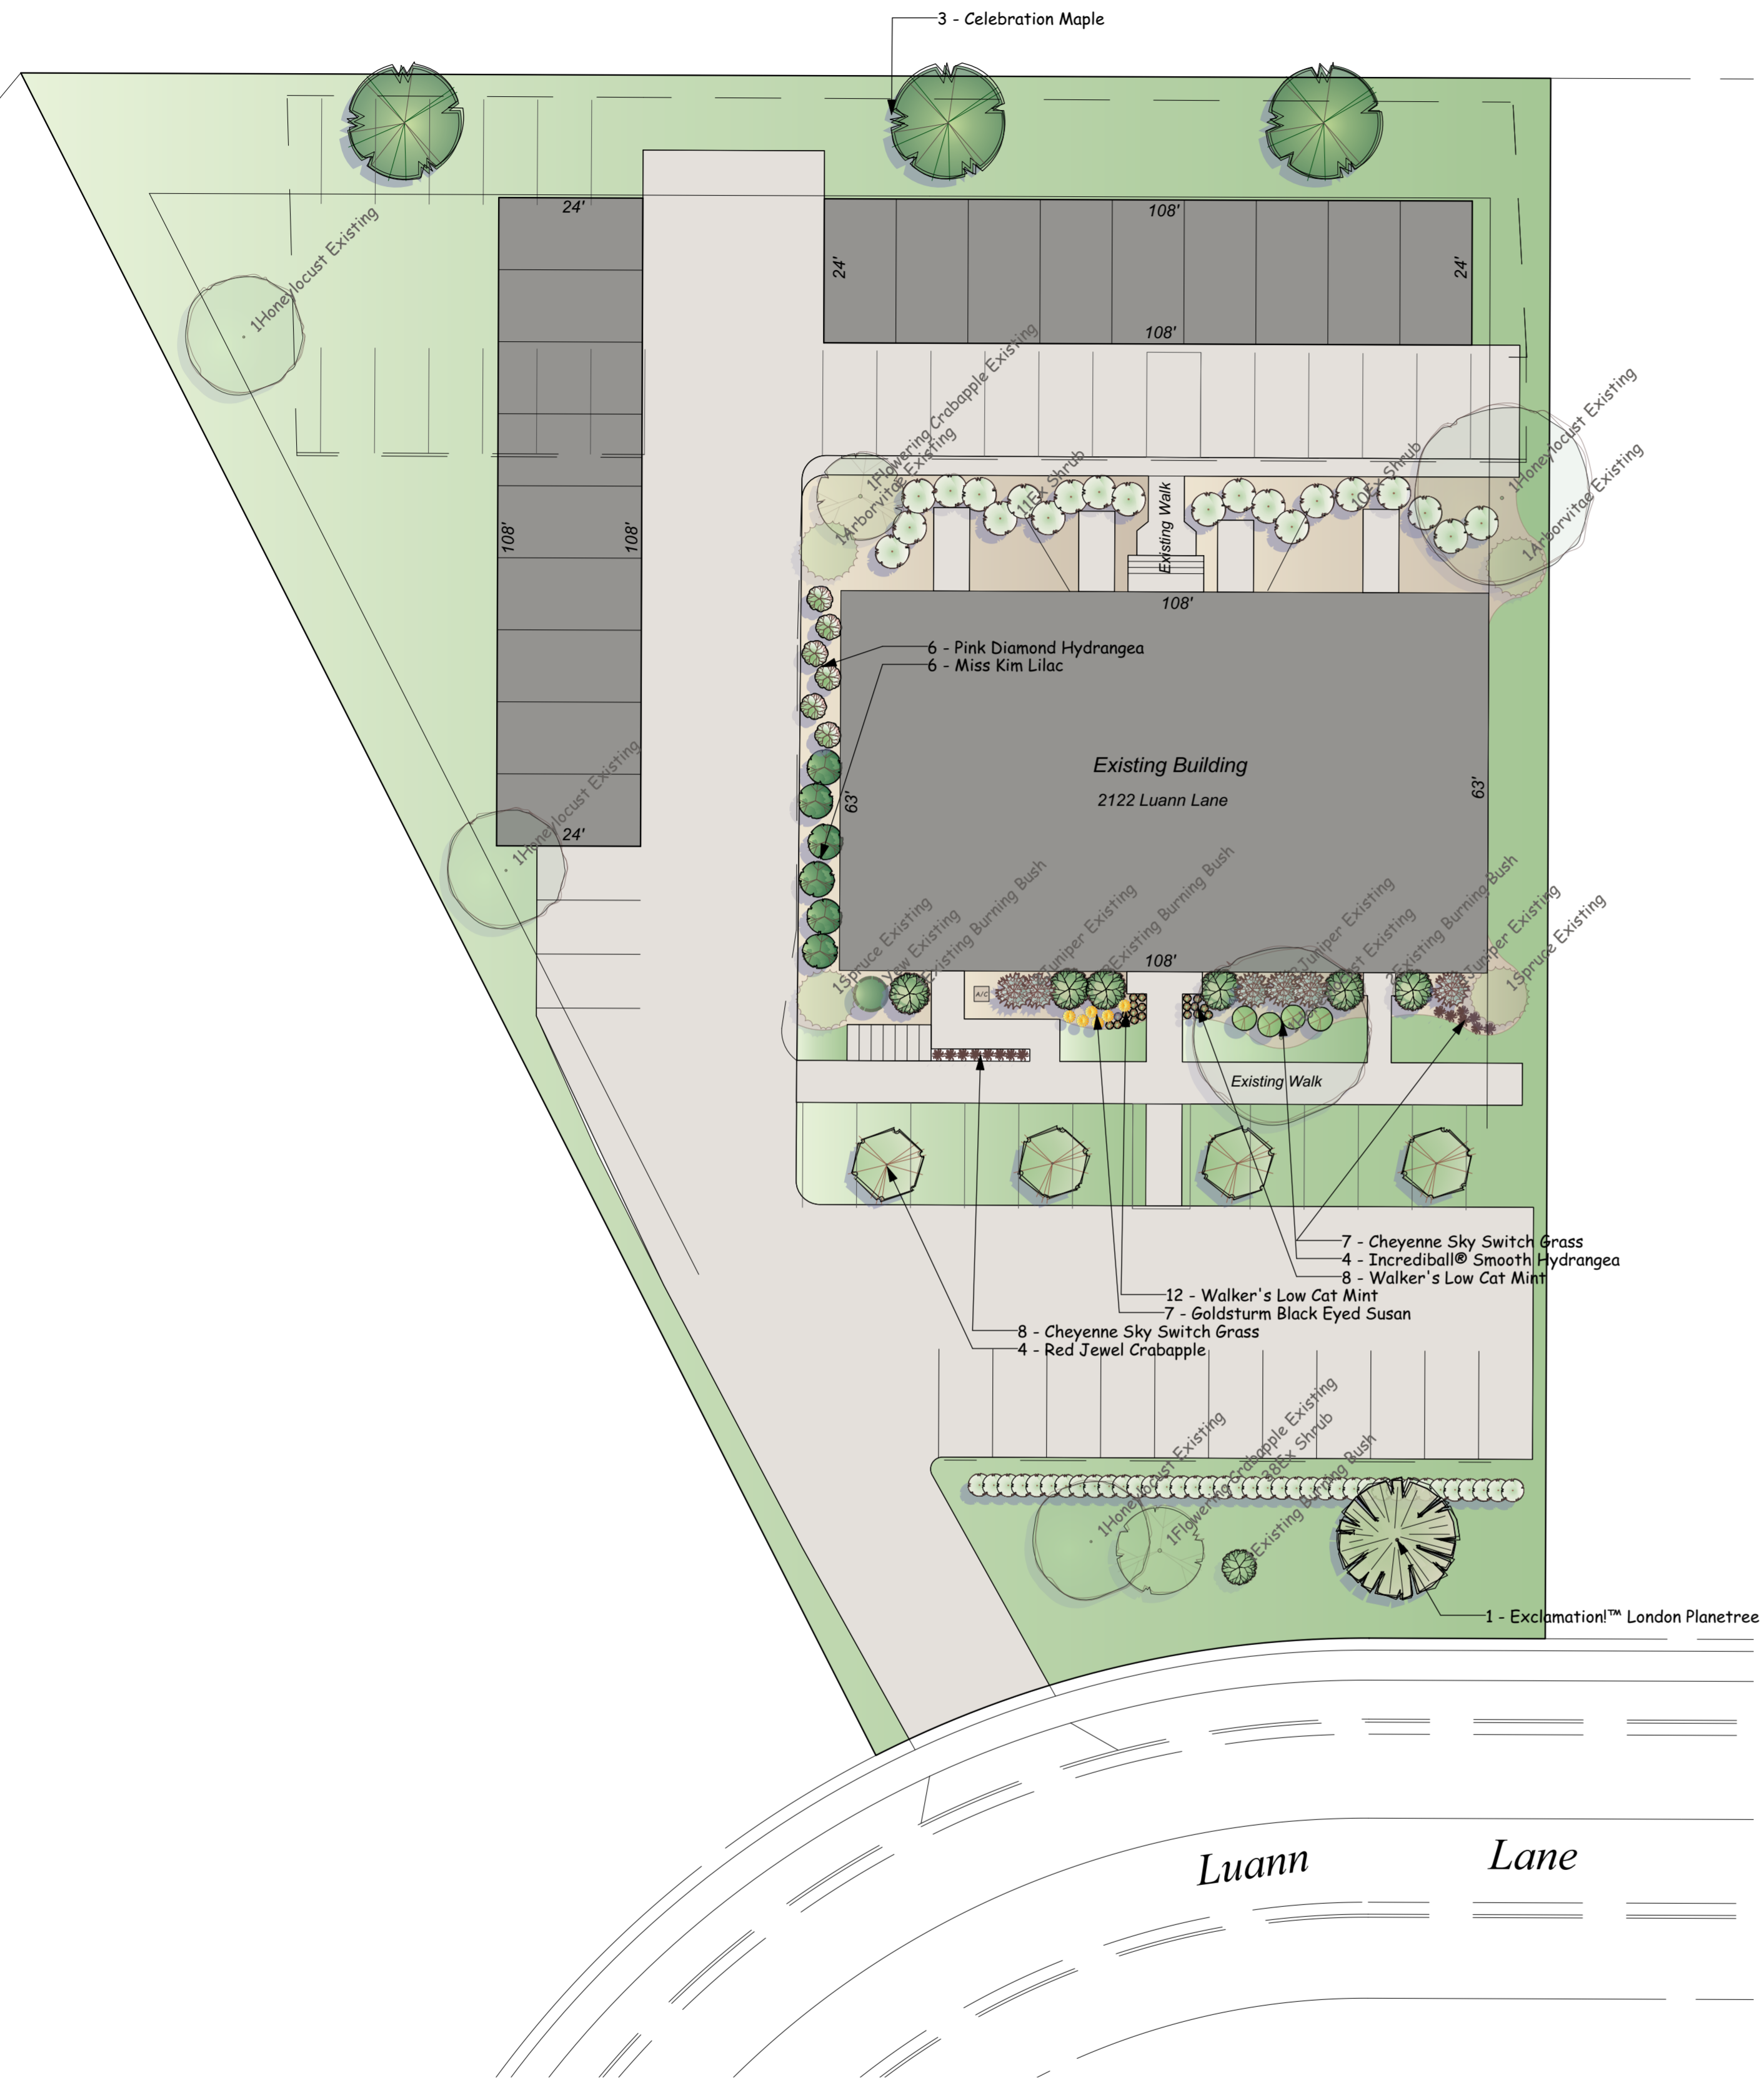 3 - Celebration Maple
24'
108'
24'
24'
1Honeylocust Existing
108'
1Flowering Crabapple Existing
1Arborvitae Existing
11Ex Shrub
Existing Walk
10Ex Shrub
1Honeylocust Existing
1Arborvitae Existing
108'
108'
108'
6 - Pink Diamond Hydrangea
6 - Miss Kim Lilac
Existing Building
2122 Luann Lane
63'
63'
1Honeylocust Existing
24'
108'
1Spruce Existing
Yew Existing
Existing Burning Bush
Juniper Existing
Existing Burning Bush
Juniper Existing
Existing
Existing Burning Bush
Juniper Existing
1Spruce Existing
A/C
Existing Walk
7 - Cheyenne Sky Switch Grass
4 - Incrediball® Smooth Hydrangea
8 - Walker's Low Cat Mint
12 - Walker's Low Cat Mint
7 - Goldsturm Black Eyed Susan
8 - Cheyenne Sky Switch Grass
4 - Red Jewel Crabapple
1Honeylocust Existing
1Flowering Crabapple Existing
38Ex Shrub
Existing Burning Bush
1 - Exclamation!™ London Planetree
Luann Lane